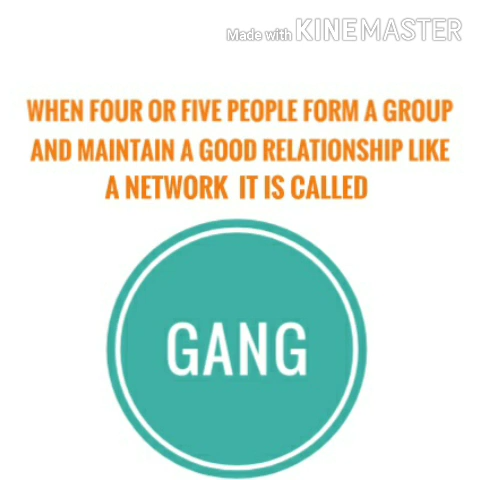 Made with KINEMASTER
WHEN FOUR OR FIVE PEOPLE FORM A GROUP
AND MAINTAIN A GOOD RELATIONSHIP LIKE
A NETWORK IT IS CALLED
GANG